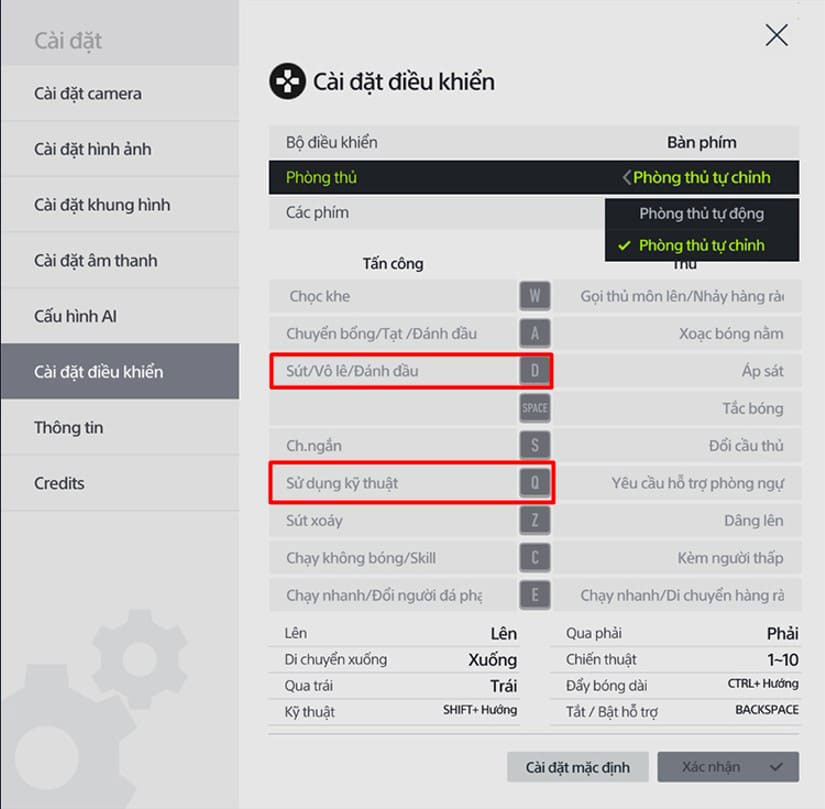 Cài đặt
Cài đặt camera
Cài đặt hình ảnh
Cài đặt khung hình
Cài đặt âm thanh
Cấu hình AI
Cài đặt điều khiển
Thông tin
Credits
Cài đặt điều khiển
Bộ điều khiển Bàn phím
Phòng thủ Phòng thủ tự chỉnh
Các phím
Phòng thủ tự động
Phòng thủ tự chỉnh
Tấn công Thủ
Chọc khe W Gọi thủ môn lên/Nhảy hàng rà
Chuyển bổng/Tạt /Đánh đầu A Xoạc bóng nằm
Sút/Vô lê/Đánh đầu D Áp sát
SPACE Tắc bóng
Ch.ngắn S Đổi cầu thủ
Sử dụng kỹ thuật Q Yêu cầu hỗ trợ phòng ngự
Sút xoáy Z Dâng lên
Chạy không bóng/Skill C Kèm người thấp
Chạy nhanh/Đổi người đá phạ E Chạy nhanh/Di chuyển hàng rà
Lên Lên Qua phải Phải
Di chuyển xuống Xuống Chiến thuật 1~10
Qua trái Trái Đẩy bóng dài CTRL+ Hướng
Kỹ thuật SHIFT+ Hướng Tắt / Bật hỗ trợ BACKSPACE
Cài đặt mặc định Xác nhận